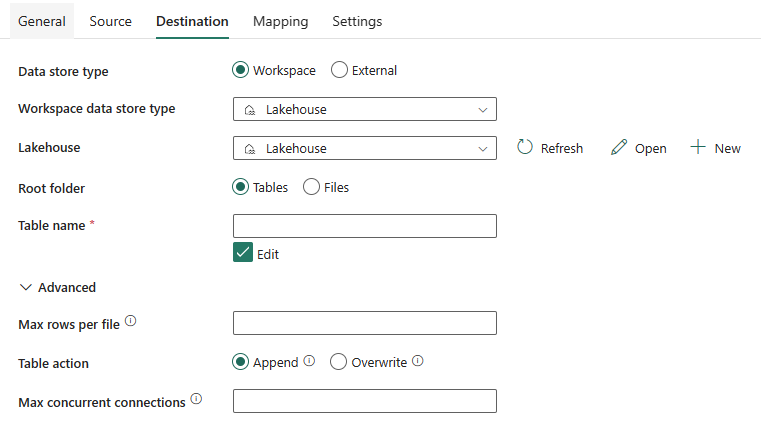 General Source Destination Mapping Settings
Data store type Workspace External
Workspace data store type Lakehouse
Lakehouse Lakehouse Refresh Open New
Root folder Tables Files
Table name *
Edit
Advanced
Max rows per file
Table action Append Overwrite
Max concurrent connections